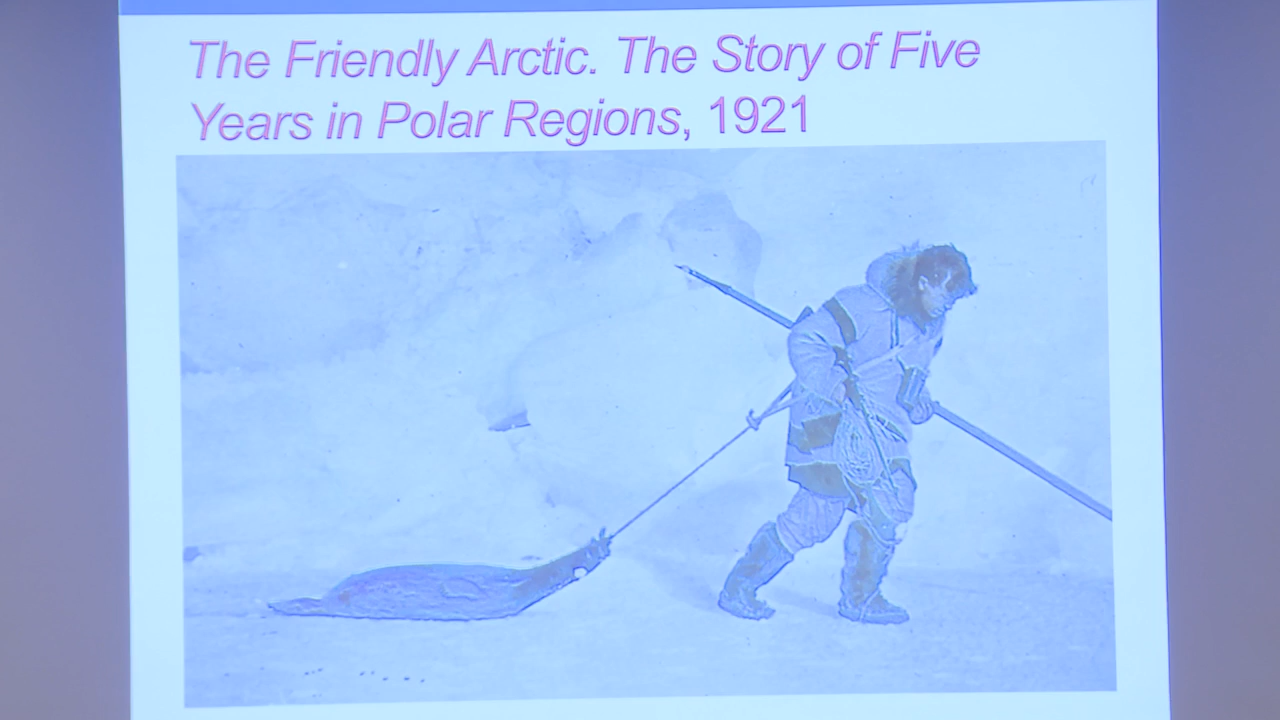 The Friendly Arctic. The Story of Five
Years in Polar Regions, 1921